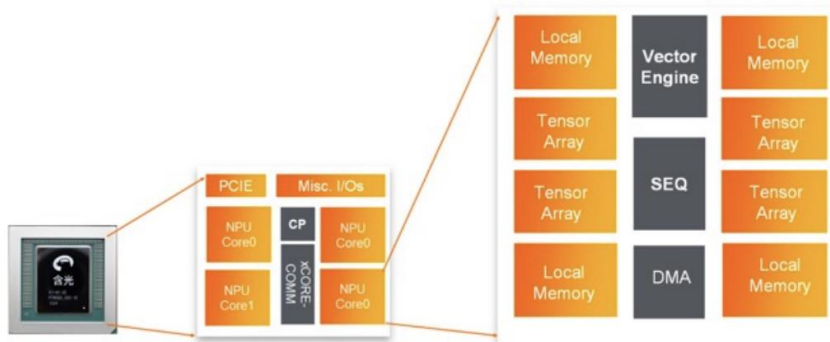 含光
PCIE
Misc. I/Os
NPU
Core0
CP
NPU
Core0
NPU
Core1
xCORE-
COMM
NPU
Core0
Local
Memory
Vector
Engine
Local
Memory
Tensor
Array
Tensor
Array
SEQ
Tensor
Array
Tensor
Array
Local
Memory
DMA
Local
Memory